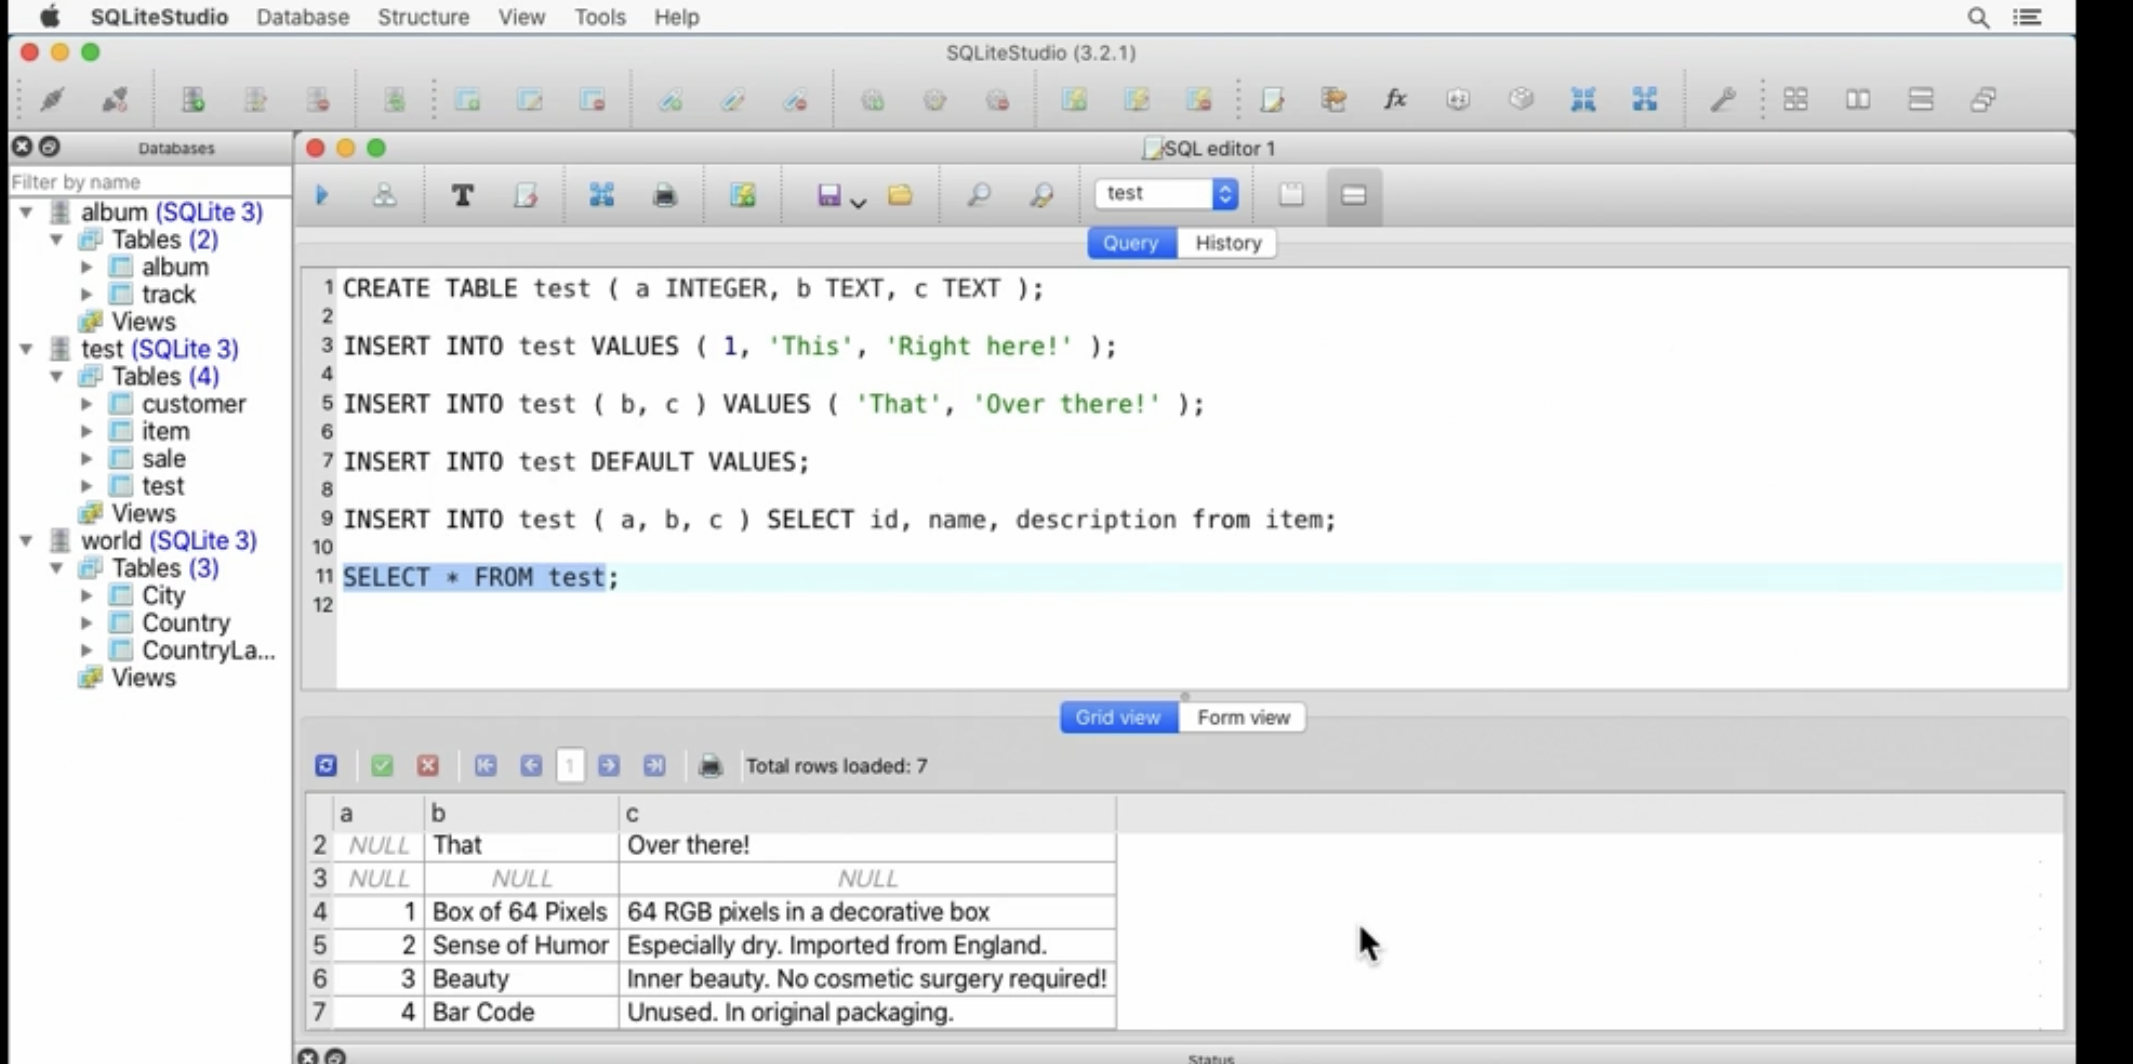 SQLiteStudio Database Structure View Tools Help
SQLiteStudio (3.2.1)
Databases
Filter by name
album (SQLite 3)
Tables (2)
album
track
Views
test (SQLite 3)
Tables (4)
customer
item
sale
test
Views
world (SQLite 3)
Tables (3)
City
Country
CountryLa...
Views
SQL editor 1
test
Query History
1 CREATE TABLE test ( a INTEGER, b TEXT, c TEXT );
2
3 INSERT INTO test VALUES ( 1, 'This', 'Right here!' );
4
5 INSERT INTO test ( b, c ) VALUES ( 'That', 'Over there!' );
6
7 INSERT INTO test DEFAULT VALUES;
8
9 INSERT INTO test ( a, b, c ) SELECT id, name, description from item;
10
11 SELECT * FROM test;
12
Grid view Form view
1 Total rows loaded: 7
a b c
2 NULL That Over there!
3 NULL NULL NULL
4 1 Box of 64 Pixels 64 RGB pixels in a decorative box
5 2 Sense of Humor Especially dry. Imported from England.
6 3 Beauty Inner beauty. No cosmetic surgery required!
7 4 Bar Code Unused. In original packaging.
Status